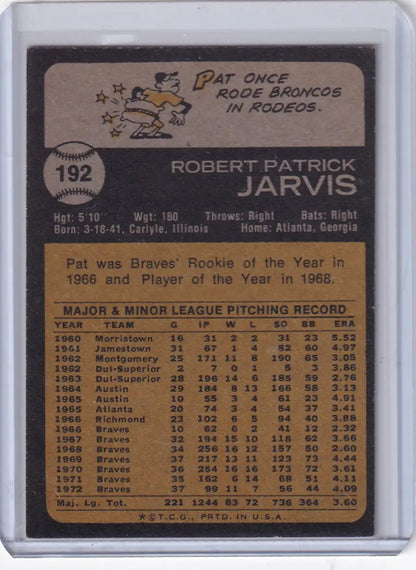 PAT ONCE
RODE BRONCOS
IN RODEOS.
192
ROBERT PATRICK
JARVIS
Hgt: 5'10" Wgt: 180 Throws: Right Bats: Right
Born: 3-18-41, Carlyle, Illinois Home: Atlanta, Georgia
Pat was Braves' Rookie of the Year in
1966 and Player of the Year in 1968.
MAJOR & MINOR LEAGUE PITCHING RECORD
YEAR TEAM G IP W L SO BB ERA
1960 Morristown 16 31 2 2 31 23 5.52
1961 Jamestown 31 67 1 4 82 60 4.97
1962 Montgomery 25 171 11 8 190 65 3.05
1962 Dul-Superior 2 7 0 1 5 3 3.86
1963 Dul-Superior 28 196 14 6 185 59 2.76
1964 Austin 29 184 8 13 166 58 3.13
1965 Austin 10 55 3 4 61 23 4.91
1965 Atlanta 20 74 3 4 54 37 3.41
1966 Richmond 23 102 6 5 94 40 3.88
1966 Braves 10 62 6 2 41 12 2.32
1967 Braves 32 194 15 10 118 62 3.66
1968 Braves 34 256 16 12 157 50 2.60
1969 Braves 37 217 13 11 123 73 4.44
1970 Braves 36 254 16 16 173 72 3.61
1971 Braves 35 162 6 14 68 51 4.11
1972 Braves 37 99 11 7 56 44 4.09
Maj. Lg. Tot. 221 1244 83 72 736 364 3.60
*© T.C.G., PRTD. IN U.S.A.